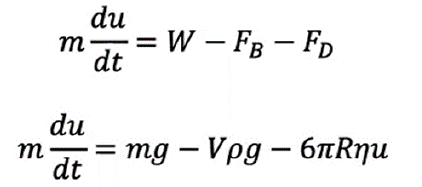 m du/dt = W − F_B − F_D
m du/dt = mg − Vρg − 6πRηu